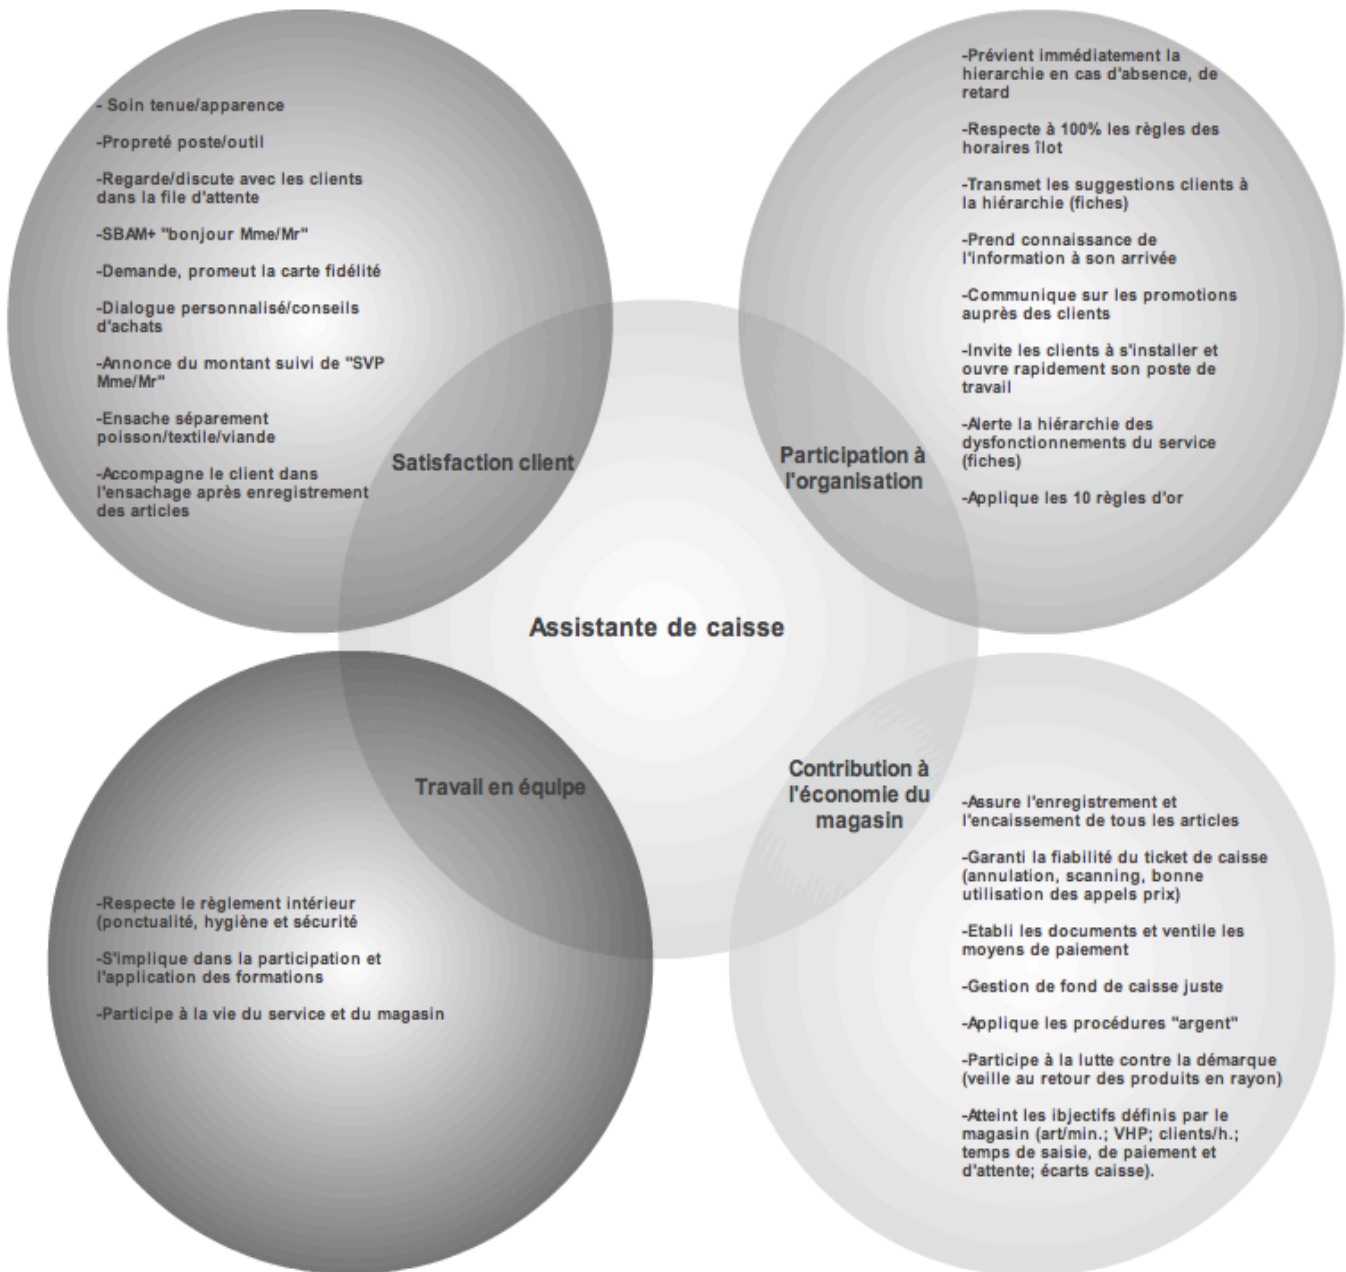 - Soin tenue/apparence
-Propreté poste/outil
-Regarde/discute avec les clients
dans la file d'attente
-SBAM+ "bonjour Mme/Mr"
-Demande, promeut la carte fidélité
-Dialogue personnalisé/conseils
d'achats
-Annonce du montant suivi de "SVP
Mme/Mr"
-Ensache séparement
poisson/textile/viande
-Accompagne le client dans
l'ensachage après enregistrement
des articles
Satisfaction client
-Prévient immédiatement la
hierarchie en cas d'absence, de
retard
-Respecte à 100% les règles des
horaires îlot
-Transmet les suggestions clients à
la hiérarchie (fiches)
-Prend connaissance de
l'information à son arrivée
-Communique sur les promotions
auprès des clients
-Invite les clients à s'installer et
ouvre rapidement son poste de
travail
-Alerte la hiérarchie des
dysfonctionnements du service
(fiches)
-Applique les 10 règles d'or
Participation à
l'organisation
Assistante de caisse
Travail en équipe
-Respecte le règlement intérieur
(ponctualité, hygiène et sécurité
-S'implique dans la participation et
l'application des formations
-Participe à la vie du service et du magasin
Contribution à
l'économie du
magasin
-Assure l'enregistrement et
l'encaissement de tous les articles
-Garanti la fiabilité du ticket de caisse
(annulation, scanning, bonne
utilisation des appels prix)
-Etabli les documents et ventile les
moyens de paiement
-Gestion de fond de caisse juste
-Applique les procédures "argent"
-Participe à la lutte contre la démarque
(veille au retour des produits en rayon)
-Atteint les ibjectifs définis par le
magasin (art/min.; VHP; clients/h.;
temps de saisie, de paiement et
d'attente; écarts caisse).